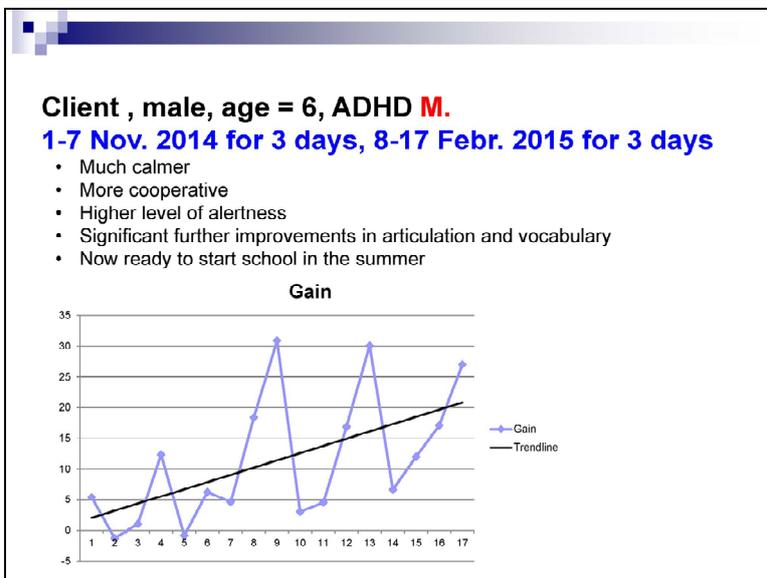 Client , male, age = 6, ADHD M.
1-7 Nov. 2014 for 3 days, 8-17 Febr. 2015 for 3 days
• Much calmer
• More cooperative
• Higher level of alertness
• Significant further improvements in articulation and vocabulary
• Now ready to start school in the summer
Gain
35
30
25
20
15
10
5
0
-5
1 2 3 4 5 6 7 8 9 10 11 12 13 14 15 16 17
Gain
Trendline